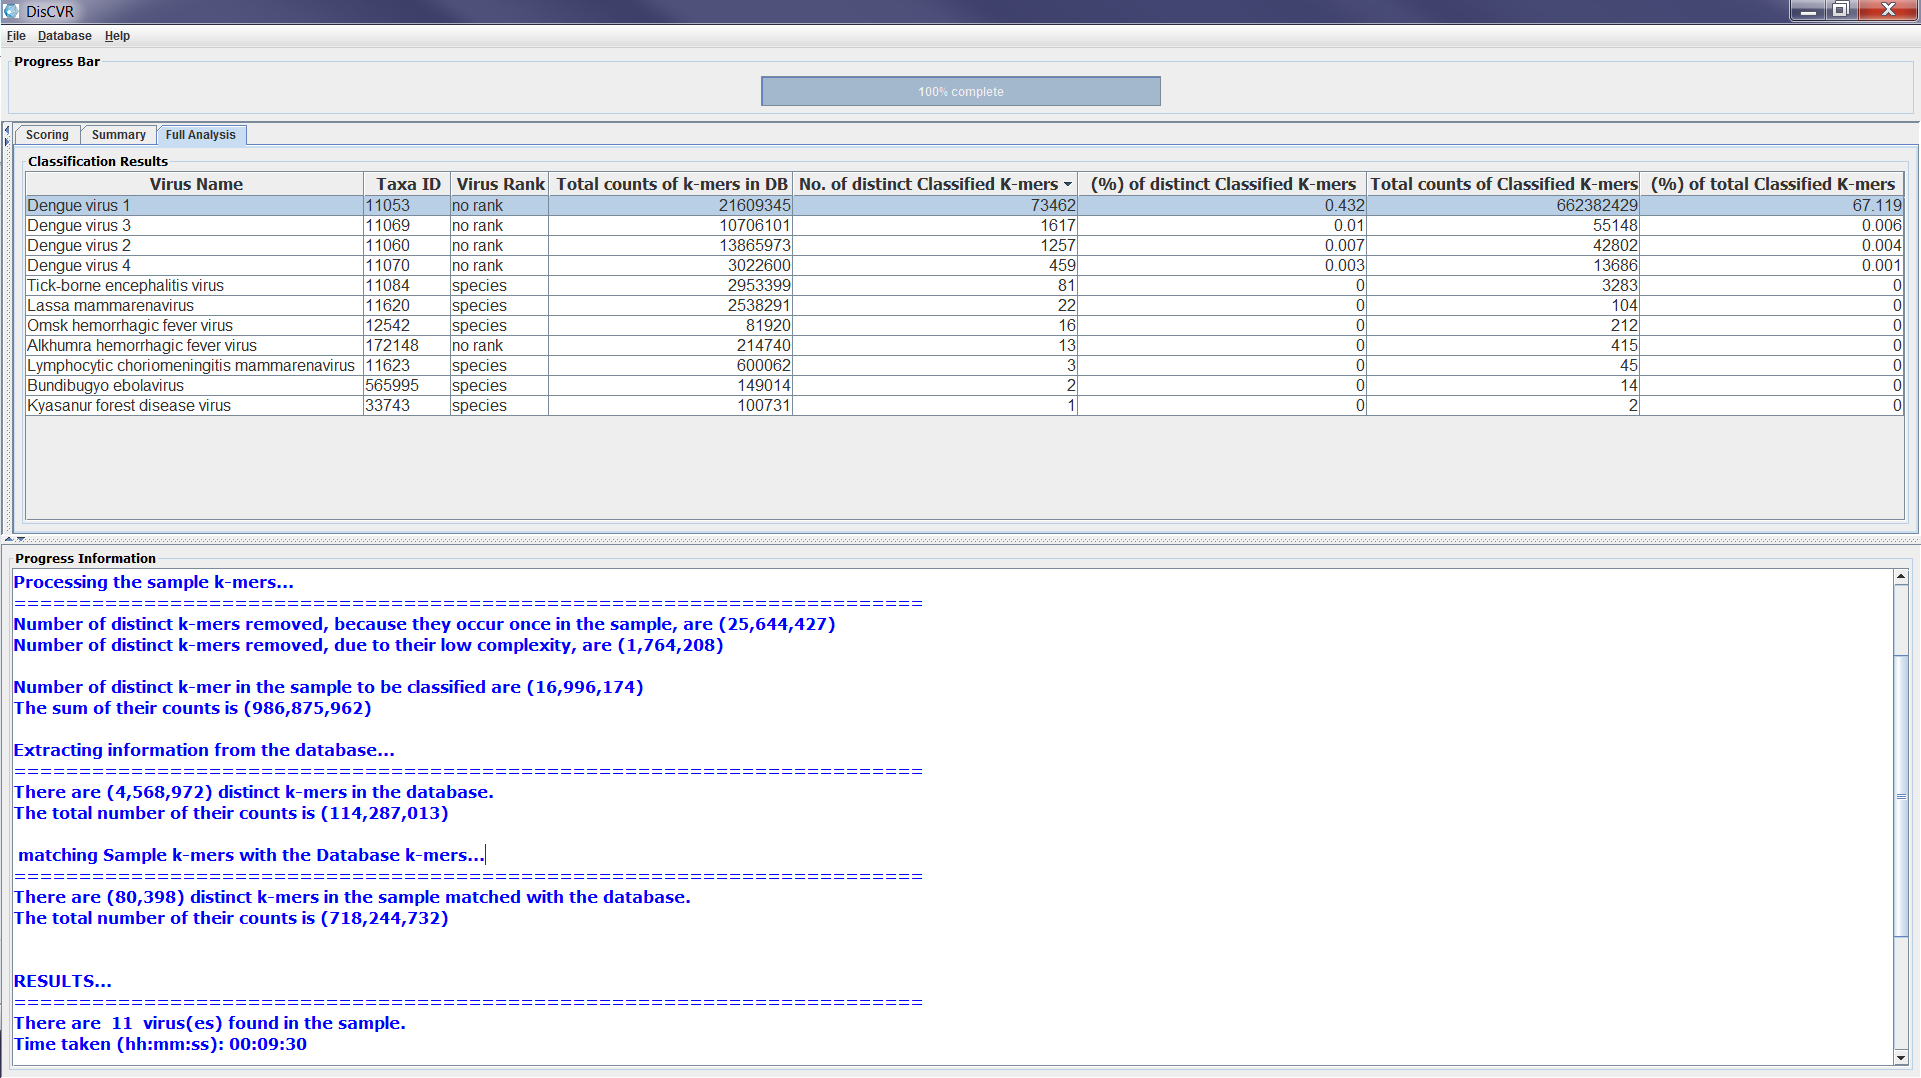 DisCVR
File Database Help
Progress Bar
100% complete
Scoring Summary Full Analysis
Classification Results
Virus Name Taxa ID Virus Rank Total counts of k-mers in DB No. of distinct Classified K-mers (%) of distinct Classified K-mers Total counts of Classified K-mers (%) of total Classified K-mers
Dengue virus 1 11053 no rank 21609345 73462 0.432 662382429 67.119
Dengue virus 3 11069 no rank 10706101 1617 0.01 55148 0.006
Dengue virus 2 11060 no rank 13865973 1257 0.007 42802 0.004
Dengue virus 4 11070 no rank 3022600 459 0.003 13686 0.001
Tick-borne encephalitis virus 11084 species 2953399 81 0 3283 0
Lassa mammarenavirus 11620 species 2538291 22 0 104 0
Omsk hemorrhagic fever virus 12542 species 81920 16 0 212 0
Alkhumra hemorrhagic fever virus 172148 no rank 214740 13 0 415 0
Lymphocytic choriomeningitis mammarenavirus 11623 species 600062 3 0 45 0
Bundibugyo ebolavirus 565995 species 149014 2 0 14 0
Kyasanur forest disease virus 33743 species 100731 1 0 2 0
Progress Information
Processing the sample k-mers...
======================================================================
Number of distinct k-mers removed, because they occur once in the sample, are (25,644,427)
Number of distinct k-mers removed, due to their low complexity, are (1,764,208)
Number of distinct k-mer in the sample to be classified are (16,996,174)
The sum of their counts is (986,875,962)
Extracting information from the database...
======================================================================
There are (4,568,972) distinct k-mers in the database.
The total number of their counts is (114,287,013)
matching Sample k-mers with the Database k-mers...
======================================================================
There are (80,398) distinct k-mers in the sample matched with the database.
The total number of their counts is (718,244,732)
RESULTS...
======================================================================
There are 11 virus(es) found in the sample.
Time taken (hh:mm:ss): 00:09:30